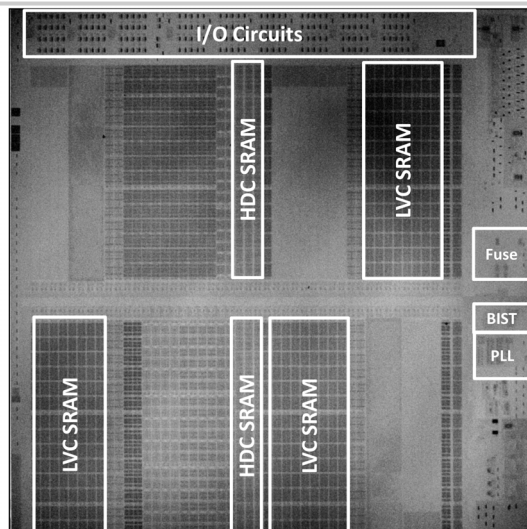 I/O Circuits
HDC SRAM
LVC SRAM
Fuse
BIST
PLL
LVC SRAM
HDC SRAM
LVC SRAM